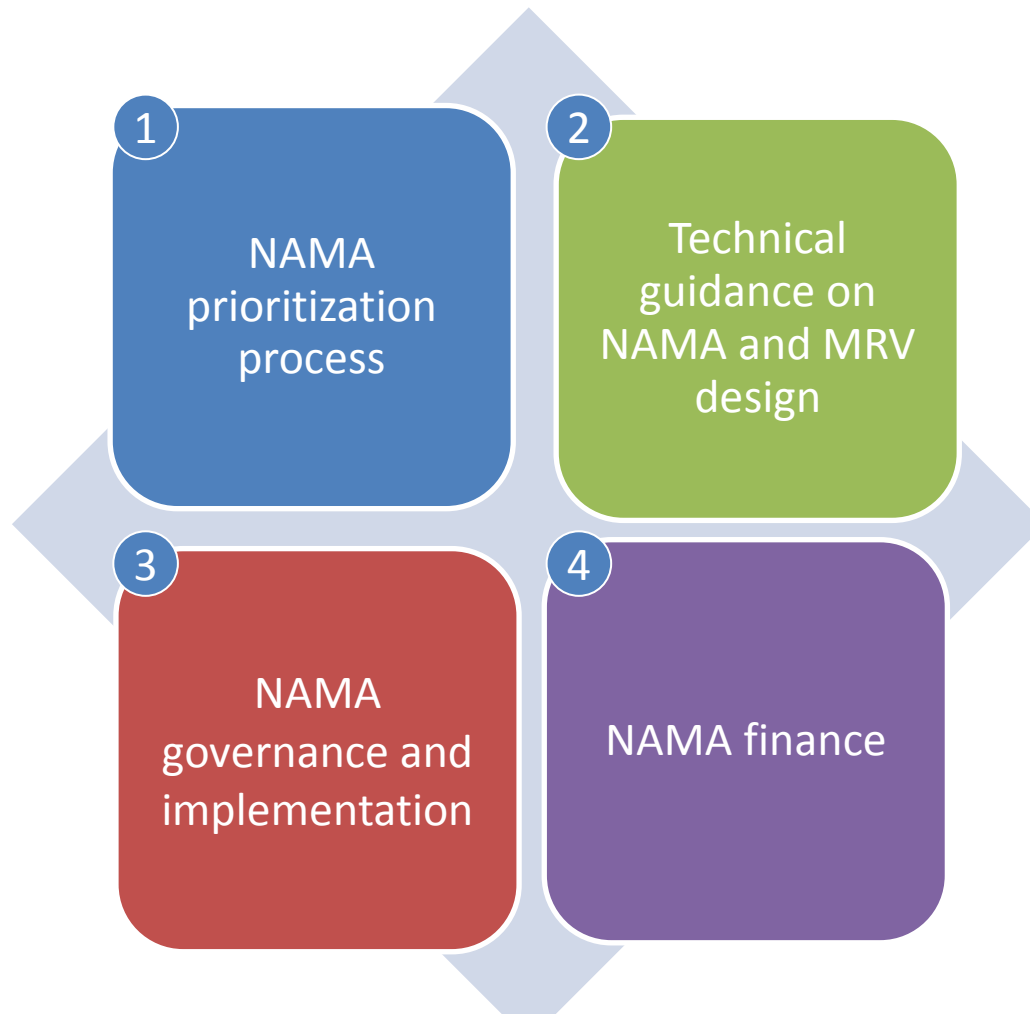 1
NAMA
prioritization
process
2
Technical
guidance on
NAMA and MRV
design
3
NAMA
governance and
implementation
4
NAMA finance